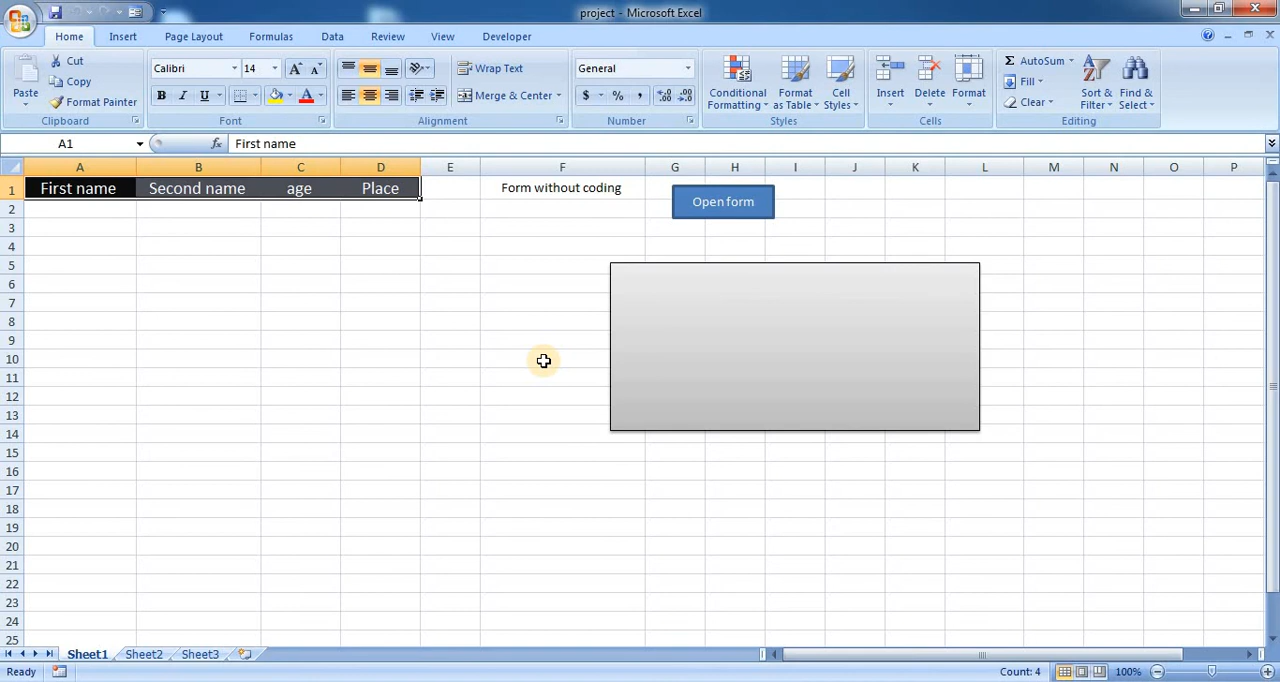 project - Microsoft Excel
Home Insert Page Layout Formulas Data Review View Developer
Paste
Cut
Copy
Format Painter
Clipboard
Calibri 14
B I U
Font
Wrap Text
Merge & Center
Alignment
General
$ % ,
Number
Conditional Formatting
Format as Table
Cell Styles
Styles
Insert Delete Format
Cells
Σ AutoSum
Fill
Clear
Sort & Filter
Find & Select
Editing
A1 fx First name
A B C D E F G H I J K L M N O P
1 First name Second name age Place Form without coding
Open form
2
3
4
5
6
7
8
9
10
11
12
13
14
15
16
17
18
19
20
21
22
23
24
25
Sheet1 Sheet2 Sheet3
Ready Count: 4 100%